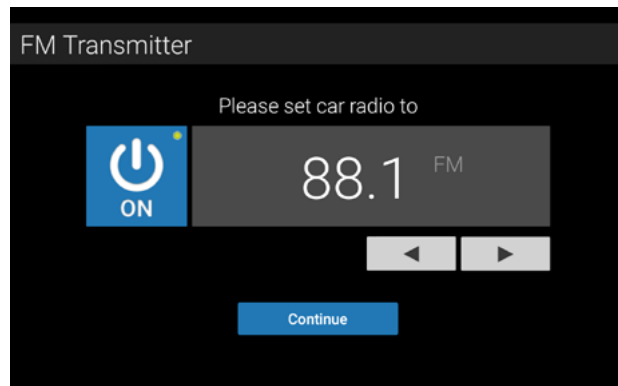 FM Transmitter
Please set car radio to
ON
88.1 FM
Continue